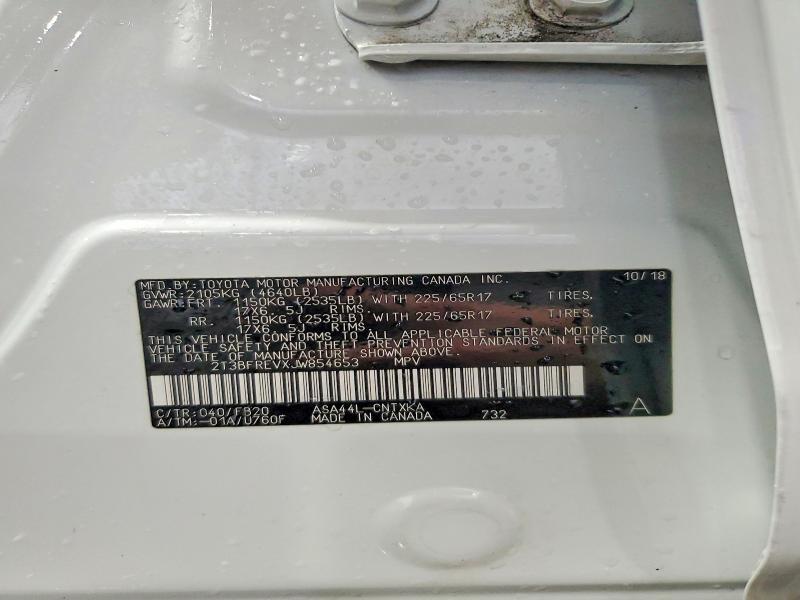 MFD.BY:TOYOTA MOTOR MANUFACTURING CANADA INC. 10/18
GVWR:2105KG (4640LB)
GAWR:FRT. 1150KG (2535LB) WITH 225/65R17 TIRES,
17X6.5J RIMS
RR. 1150KG (2535LB) WITH 225/65R17 TIRES,
17X6.5J RIMS
THIS VEHICLE CONFORMS TO ALL APPLICABLE FEDERAL MOTOR
VEHICLE SAFETY AND THEFT PREVENTION STANDARDS IN EFFECT ON
THE DATE OF MANUFACTURE SHOWN ABOVE.
2T3BFREVXJW854653 MPV
C/TR:040/FB20 ASA44L-CNTXKA
A/TM:-01A/U760F MADE IN CANADA 732 A